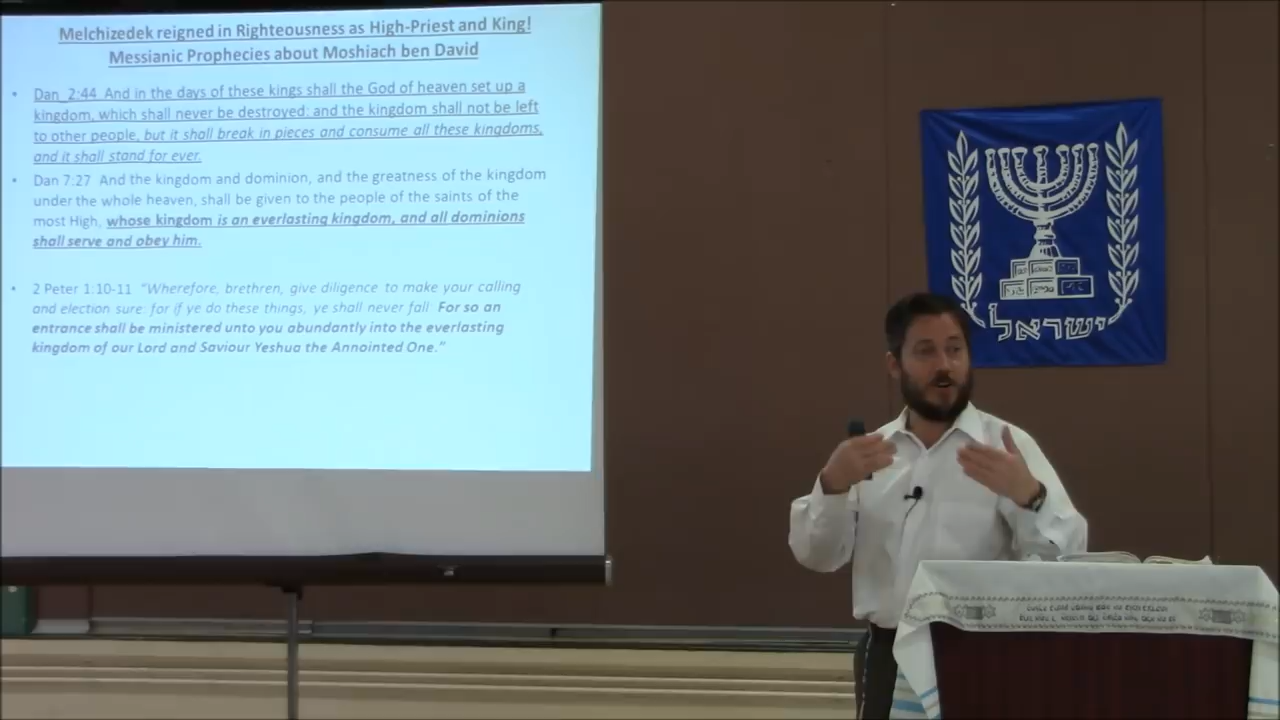 Melchizedek reigned in Righteousness as High-Priest and King!
Messianic Prophecies about Moshiach ben David
• Dan 2:44 And in the days of these kings shall the God of heaven set up a
kingdom, which shall never be destroyed: and the kingdom shall not be left
to other people, but it shall break in pieces and consume all these kingdoms,
and it shall stand for ever.
• Dan 7:27 And the kingdom and dominion, and the greatness of the kingdom
under the whole heaven, shall be given to the people of the saints of the
most High, whose kingdom is an everlasting kingdom, and all dominions
shall serve and obey him.
• 2 Peter 1:10-11 “Wherefore, brethren, give diligence to make your calling
and election sure: for if ye do these things, ye shall never fall. For so an
entrance shall be ministered unto you abundantly into the everlasting
kingdom of our Lord and Saviour Yeshua the Annointed One.”
ישראל